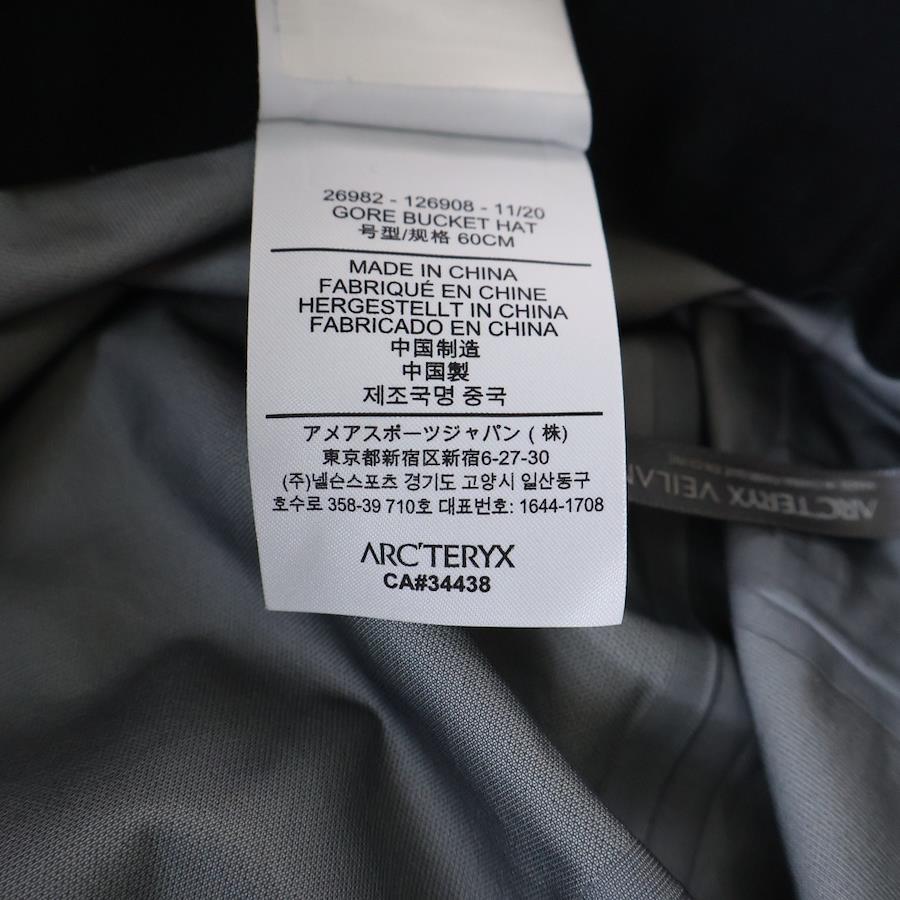 26982 - 126908 - 11/20
GORE BUCKET HAT
号型/规格 60CM
MADE IN CHINA
FABRIQUÉ EN CHINE
HERGESTELLT IN CHINA
FABRICADO EN CHINA
中国制造
中国製
제조국명 중국
アメアスポーツジャパン (株)
東京都新宿区新宿6-27-30
(주)넬슨스포츠 경기도 고양시 일산동구
호수로 358-39 710호 대표번호: 1644-1708
ARC'TERYX
CA#34438
ARC'TERYX VEILAN